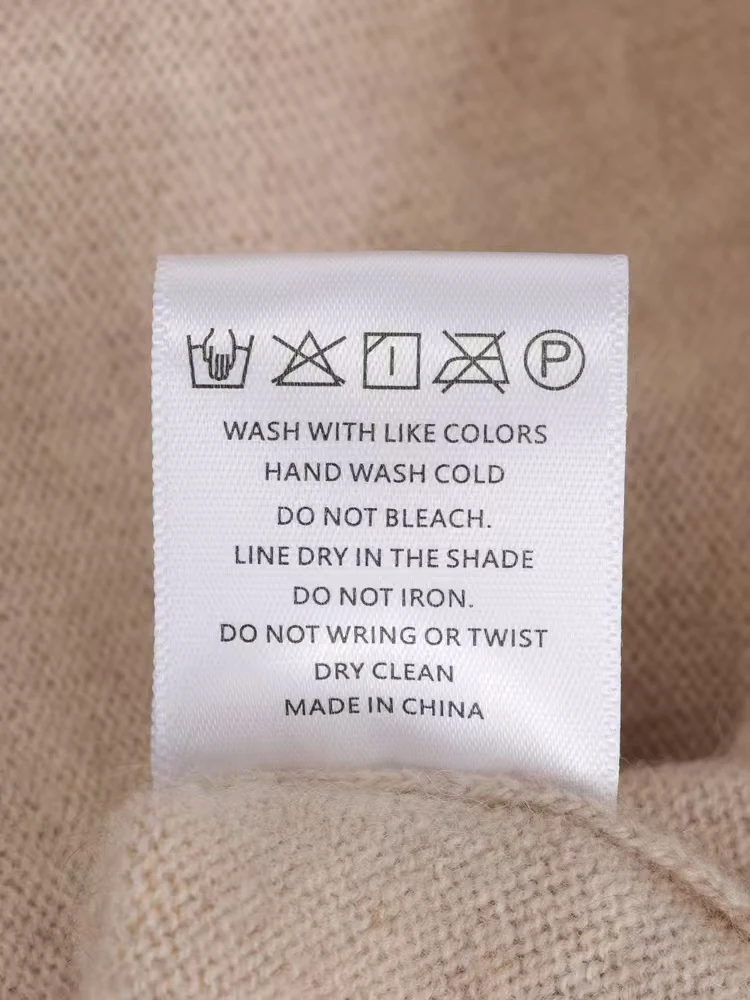 P
WASH WITH LIKE COLORS
HAND WASH COLD
DO NOT BLEACH.
LINE DRY IN THE SHADE
DO NOT IRON.
DO NOT WRING OR TWIST
DRY CLEAN
MADE IN CHINA